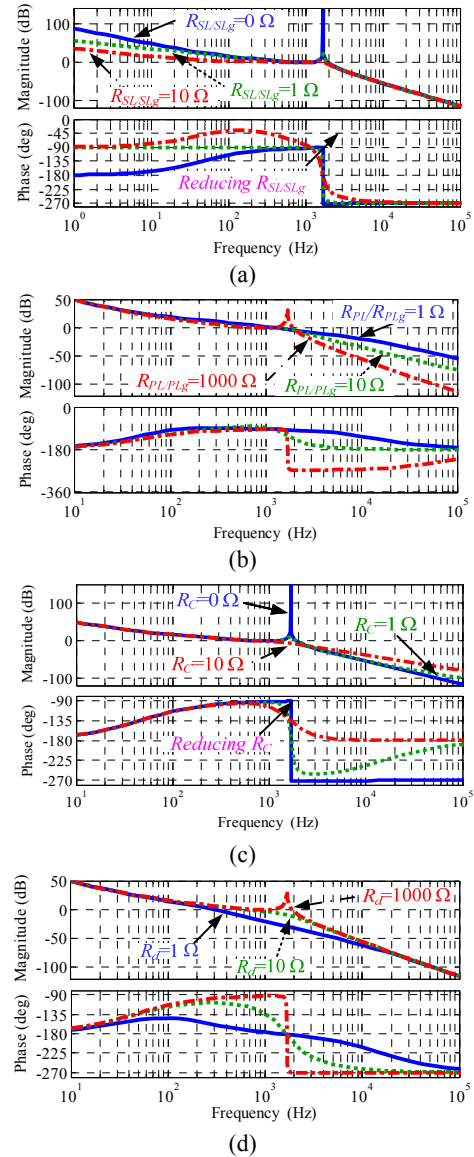 Magnitude (dB)
100
0
-100
R_SL/SLg=0 Ω
R_SL/SLg=10 Ω
R_SL/SLg=1 Ω
Phase (deg)
0
-45
-90
-135
-180
-225
-270
Reducing R_SL/SLg
10^0 10^1 10^2 10^3 10^4 10^5
Frequency (Hz)
(a)
Magnitude (dB)
50
0
-50
-100
R_PL/R_PLg=1 Ω
R_PL/PLg=1000 Ω
R_PL/PLg=10 Ω
Phase (deg)
0
-180
-360
10^1 10^2 10^3 10^4 10^5
Frequency (Hz)
(b)
Magnitude (dB)
100
0
-100
R_C=0 Ω
R_C=1 Ω
R_C=10 Ω
Phase (deg)
-90
-135
-180
-225
-270
Reducing R_C
10^1 10^2 10^3 10^4 10^5
Frequency (Hz)
(c)
Magnitude (dB)
50
0
-50
-100
R_d=1000 Ω
R_d=1 Ω
R_d=10 Ω
Phase (deg)
-90
-135
-180
-225
-270
10^1 10^2 10^3 10^4 10^5
Frequency (Hz)
(d)